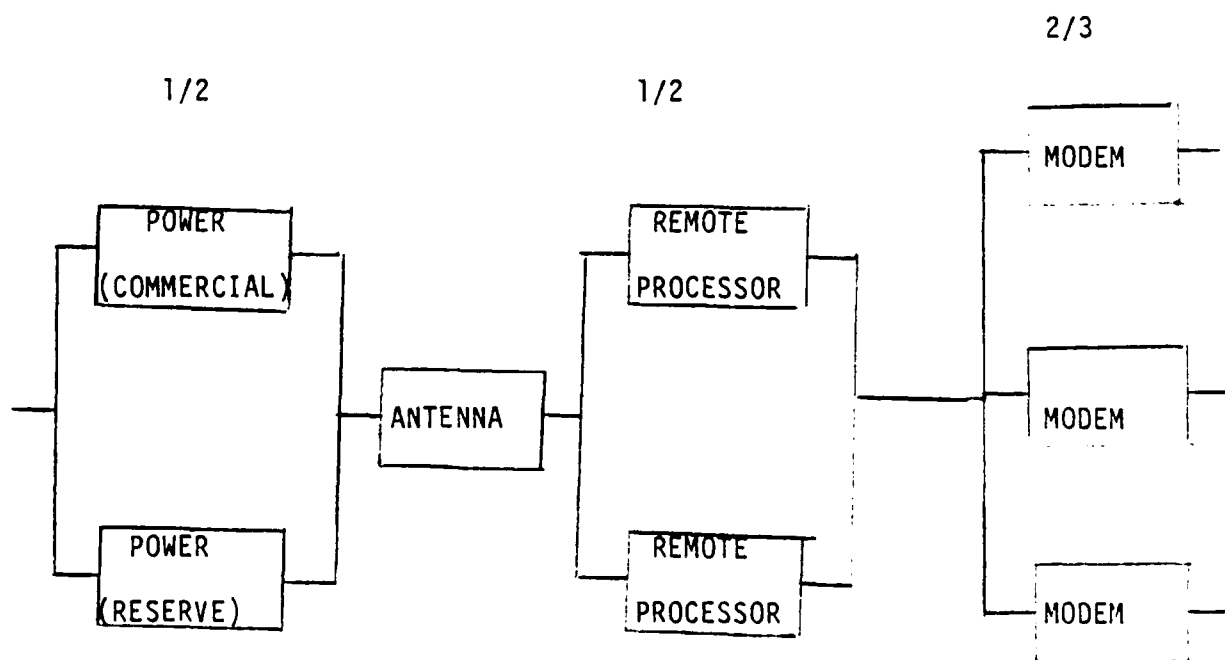 2/3
1/2
1/2
MODEM
POWER
(COMMERCIAL)
REMOTE
PROCESSOR
ANTENNA
MODEM
POWER
(RESERVE)
REMOTE
PROCESSOR
MODEM